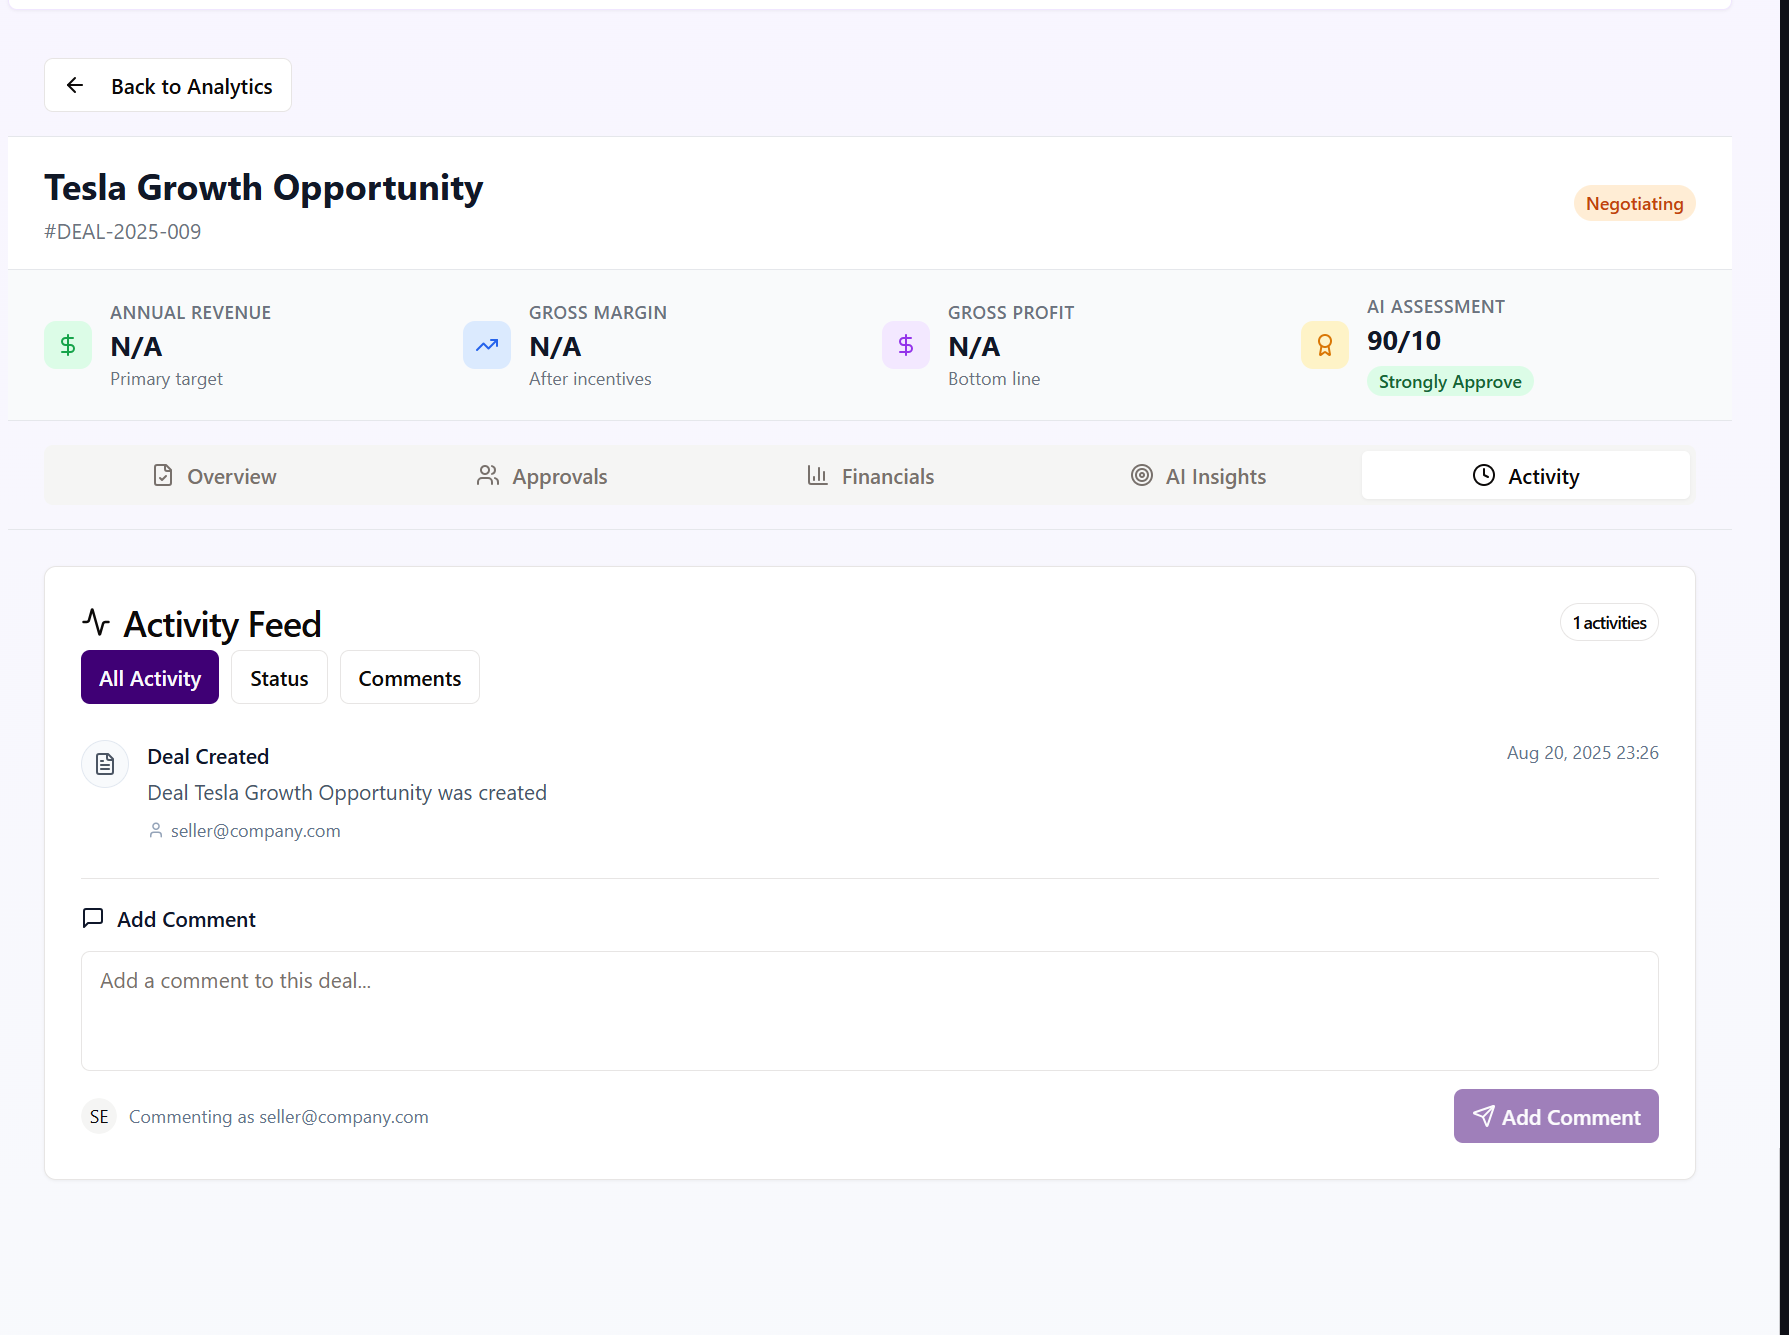 Back to Analytics
Tesla Growth Opportunity
#DEAL-2025-009
Negotiating
ANNUAL REVENUE
N/A
Primary target
GROSS MARGIN
N/A
After incentives
GROSS PROFIT
N/A
Bottom line
AI ASSESSMENT
90/10
Strongly Approve
Overview
Approvals
Financials
AI Insights
Activity
Activity Feed
1 activities
All Activity
Status
Comments
Deal Created
Aug 20, 2025 23:26
Deal Tesla Growth Opportunity was created
seller@company.com
Add Comment
Add a comment to this deal...
SE
Commenting as seller@company.com
Add Comment